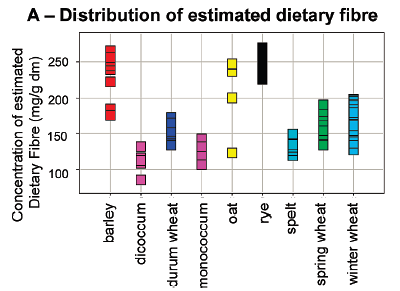 A – Distribution of estimated dietary fibre
Concentration of estimated
Dietary Fibre (mg/g dm)
250
200
150
100
barley
dicoccum
durum wheat
monococcum
oat
rye
spelt
spring wheat
winter wheat